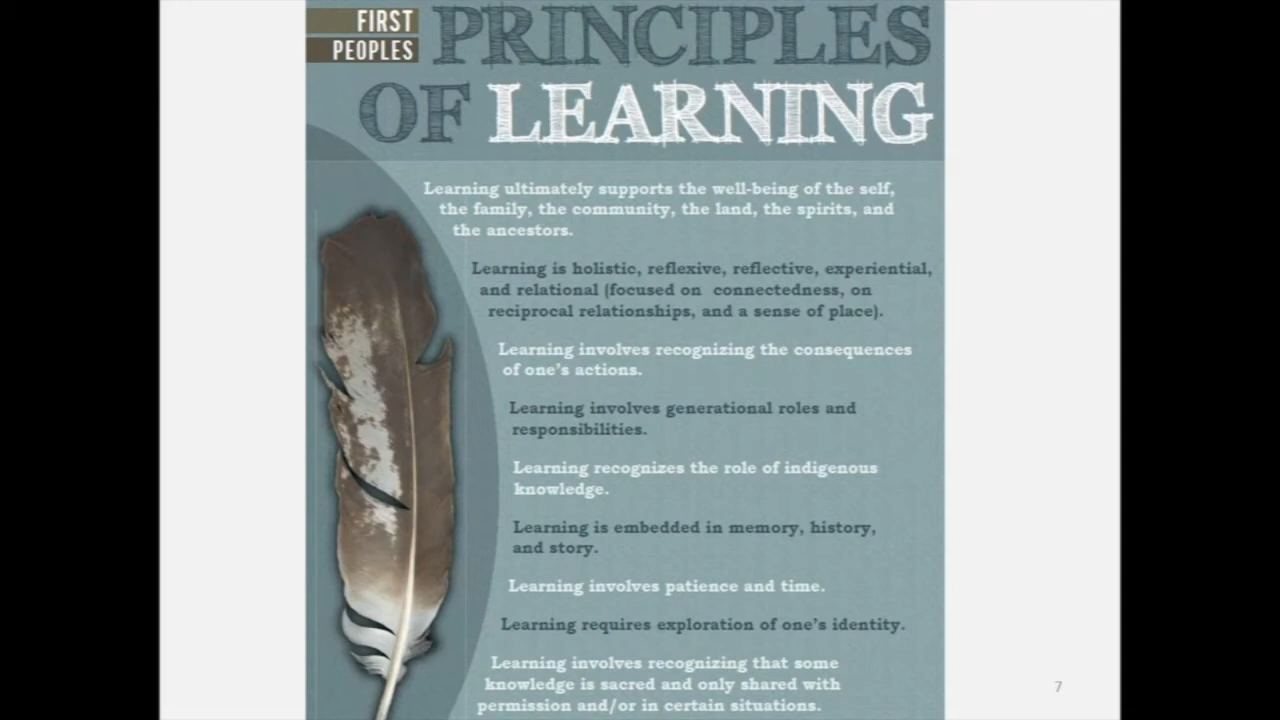 FIRST
PEOPLES
PRINCIPLES
OF LEARNING
Learning ultimately supports the well-being of the self,
the family, the community, the land, the spirits, and
the ancestors.
Learning is holistic, reflexive, reflective, experiential,
and relational (focused on connectedness, on
reciprocal relationships, and a sense of place).
Learning involves recognizing the consequences
of one's actions.
Learning involves generational roles and
responsibilities.
Learning recognizes the role of indigenous
knowledge.
Learning is embedded in memory, history,
and story.
Learning involves patience and time.
Learning requires exploration of one's identity.
Learning involves recognizing that some
knowledge is sacred and only shared with
permission and/or in certain situations.
7